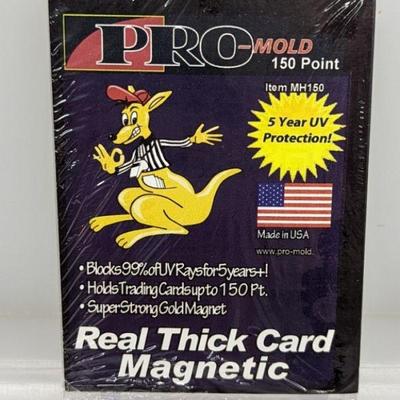 PRO-MOLD
150 Point
Item MH150
5 Year UV
Protection!
Made in USA
www.pro-mold.
• Blocks 99% of UV Rays for 5 years+!
• Holds Trading Cards up to 150 Pt.
• Super Strong Gold Magnet
Real Thick Card
Magnetic